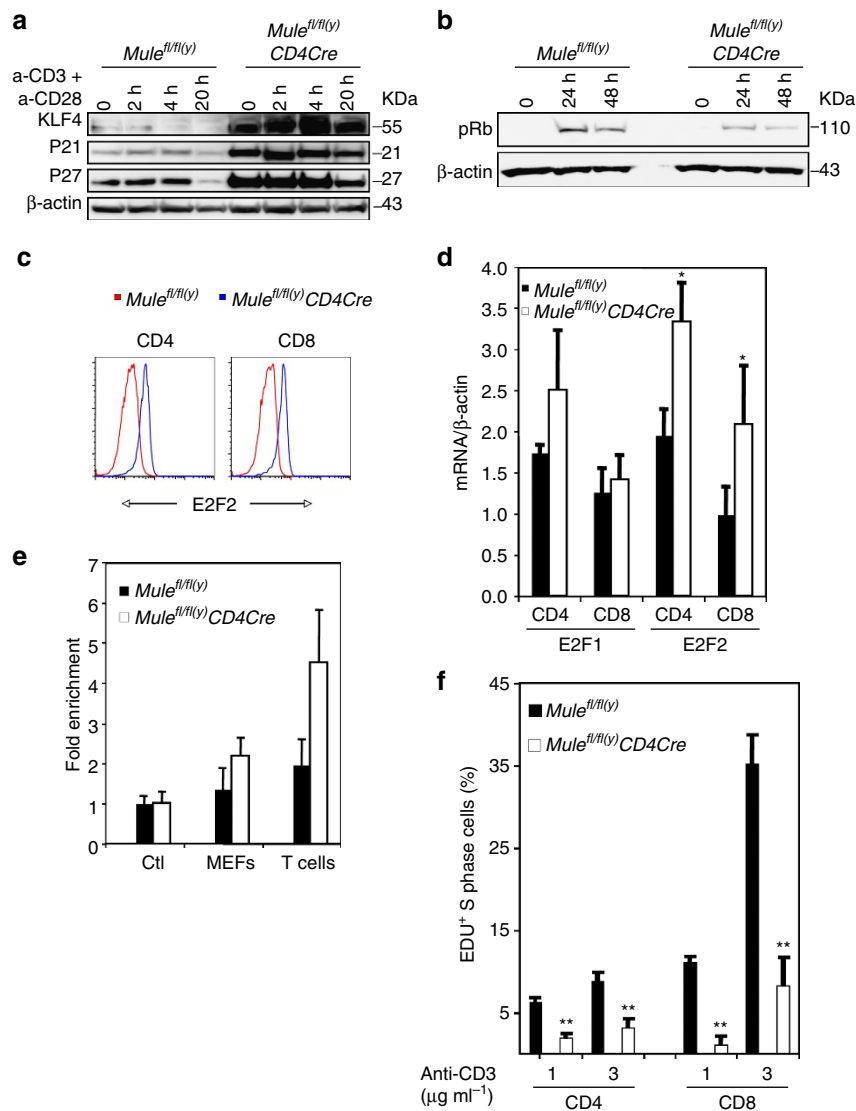 a
Mule fl/fl(y)
Mule fl/fl(y)
CD4Cre
a-CD3 +
a-CD28
0 2 h 4 h 20 h 0 2 h 4 h 20 h
KDa
KLF4 –55
P21 –21
P27 –27
β-actin –43
b
Mule fl/fl(y)
Mule fl/fl(y)
CD4Cre
0 24 h 48 h 0 24 h 48 h
KDa
pRb –110
β-actin –43
c
Mule fl/fl(y) Mule fl/fl(y) CD4Cre
CD4 CD8
E2F2
d
4.0
3.5
3.0
2.5
2.0
1.5
1.0
0.5
0.0
mRNA/β-actin
Mule fl/fl(y)
Mule fl/fl(y) CD4Cre
*
*
CD4 CD8 CD4 CD8
E2F1 E2F2
e
7
6
5
4
3
2
1
0
Fold enrichment
Mule fl/fl(y)
Mule fl/fl(y) CD4Cre
Ctl MEFs T cells
f
45
35
25
15
5
EDU+ S phase cells (%)
Mule fl/fl(y)
Mule fl/fl(y) CD4Cre
**
**
**
**
Anti-CD3 1 3 1 3
(μg ml–1)
CD4 CD8